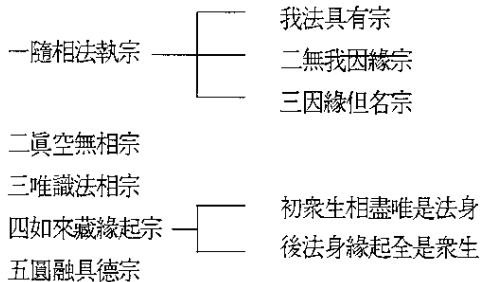 一隨相法執宗
我法具有宗
二無我因緣宗
三因緣但名宗
二眞空無相宗
三唯識法相宗
四如來藏緣起宗
初衆生相盡唯是法身
後法身緣起全是衆生
五圓融具德宗